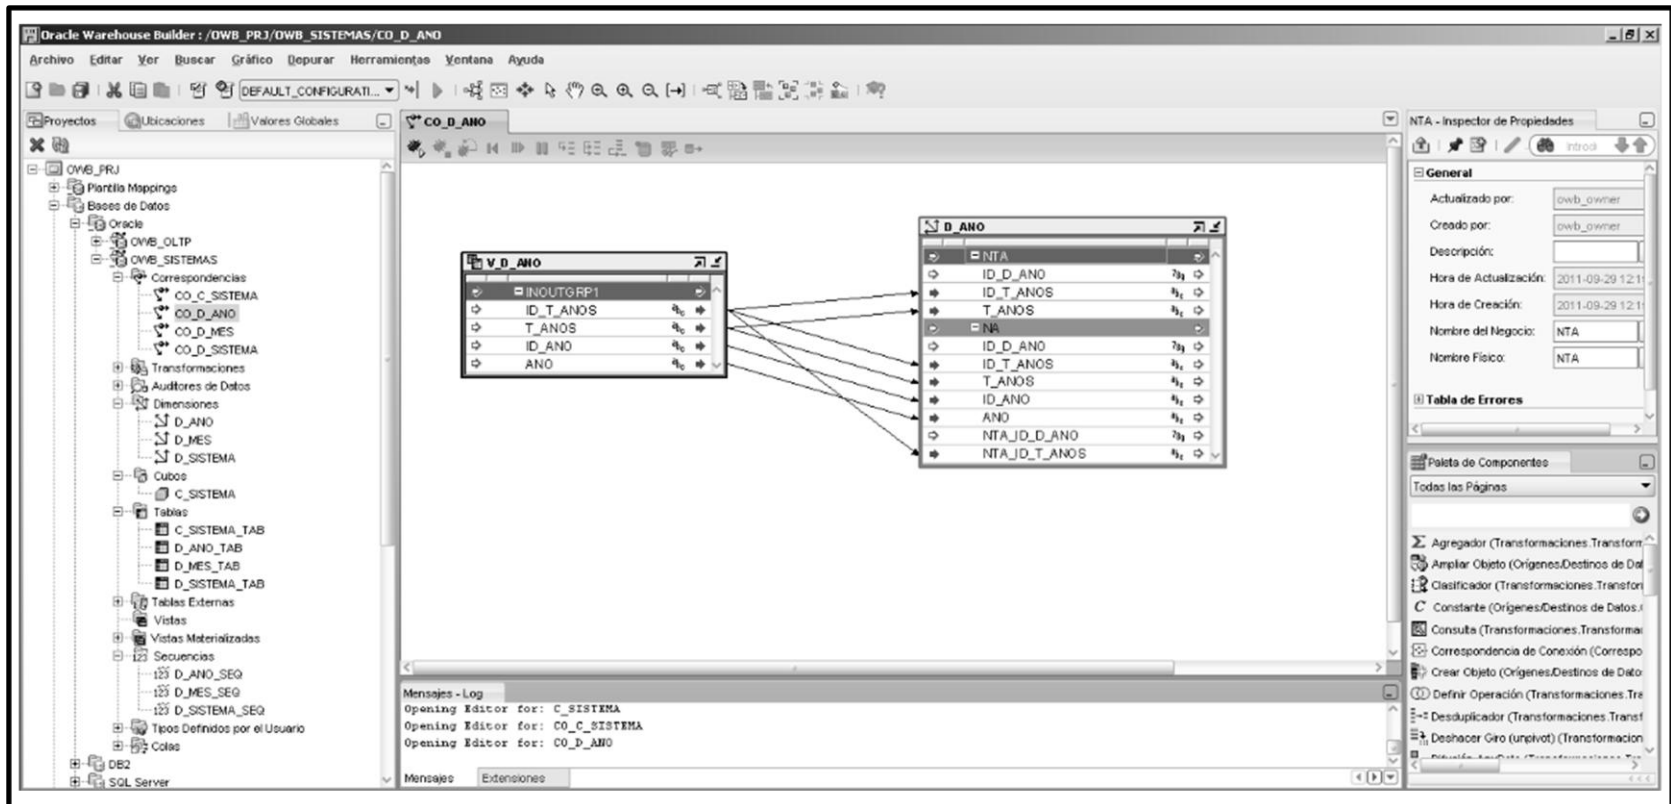 Oracle Warehouse Builder : /OWB_PRJ/OWB_SISTEMAS/CO_D_ANO
Archivo Editar Ver Buscar Gráfico Depurar Herramientas Ventana Ayuda
DEFAULT_CONFIGURATI...
Proyectos Ubicaciones Valores Globales
OWB_PRJ
Plantilla Mappings
Bases de Datos
Oracle
OWB_OLTP
OWB_SISTEMAS
Correspondencias
CO_C_SISTEMA
CO_D_ANO
CO_D_MES
CO_D_SISTEMA
Transformaciones
Auditores de Datos
Dimensiones
D_ANO
D_MES
D_SISTEMA
Cubos
C_SISTEMA
Tablas
C_SISTEMA_TAB
D_ANO_TAB
D_MES_TAB
D_SISTEMA_TAB
Tablas Externas
Vistas
Vistas Materializadas
Secuencias
D_ANO_SEQ
D_MES_SEQ
D_SISTEMA_SEQ
Tipos Definidos por el Usuario
Colas
DB2
SQL Server
CO_D_ANO
V_D_ANO
INOUTGRP1
ID_T_ANOS
T_ANOS
ID_ANO
ANO
D_ANO
NTA
ID_D_ANO
ID_T_ANOS
T_ANOS
NA
ID_D_ANO
ID_T_ANOS
T_ANOS
ID_ANO
ANO
NTA_ID_D_ANO
NTA_ID_T_ANOS
Mensajes - Log
Opening Editor for: C_SISTEMA
Opening Editor for: CO_C_SISTEMA
Opening Editor for: CO_D_ANO
Mensajes Extensiones
NTA - Inspector de Propiedades
Introd
General
Actualizado por: owb_owner
Creado por: owb_owner
Descripción:
Hora de Actualización: 2011-09-29 12:1
Hora de Creación: 2011-09-29 12:1
Nombre del Negocio: NTA
Nombre Físico: NTA
Tabla de Errores
Paleta de Componentes
Todas las Páginas
Agregador (Transformaciones.Transform
Ampliar Objeto (Orígenes/Destinos de Dat
Clasificador (Transformaciones.Transfor
Constante (Orígenes/Destinos de Datos.
Consulta (Transformaciones.Transforma
Correspondencia de Conexión (Correspo
Crear Objeto (Orígenes/Destinos de Dato
Definir Operación (Transformaciones.Tra
Desduplicador (Transformaciones.Transf
Deshacer Giro (unpivot) (Transformacion